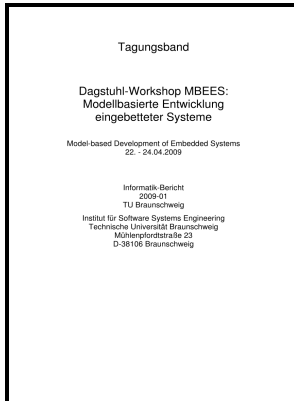 Tagungsband
Dagstuhl-Workshop MBEES:
Modellbasierte Entwicklung
eingebetteter Systeme
Model-based Development of Embedded Systems
22. - 24.04.2009
Informatik-Bericht
2009-01
TU Braunschweig
Institut für Software Systems Engineering
Technische Universität Braunschweig
Mühlenpfordtstraße 23
D-38106 Braunschweig